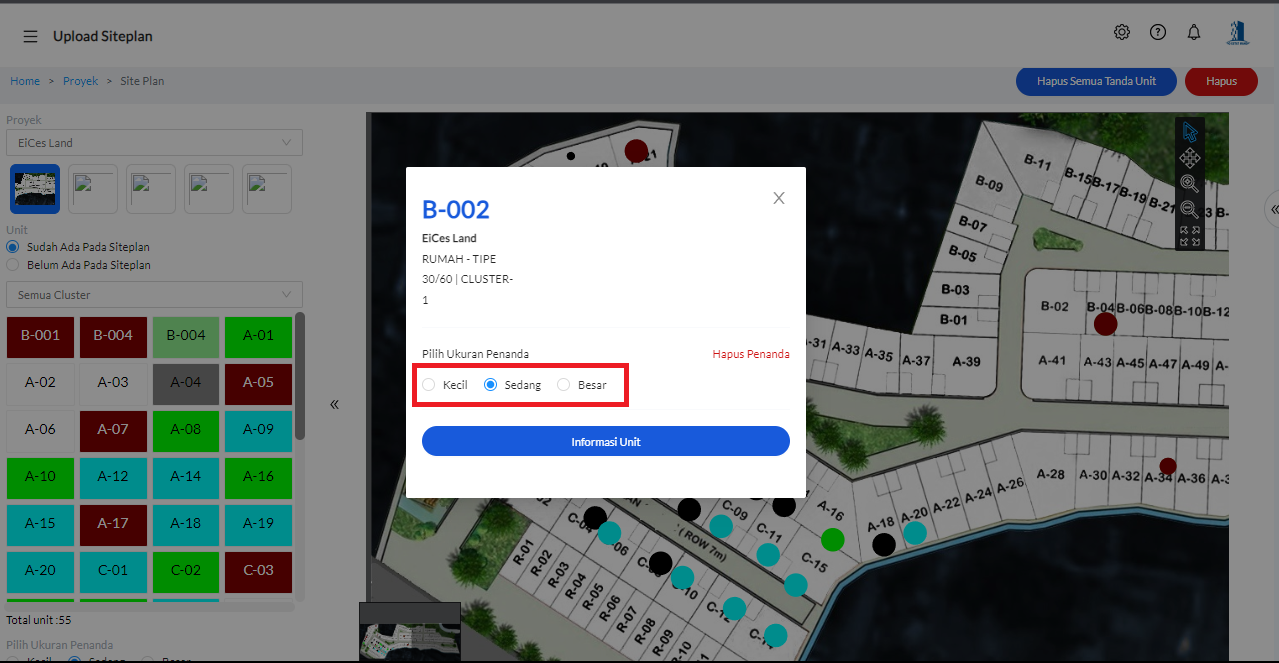 Upload Siteplan
Home > Proyek > Site Plan
Hapus Semua Tanda Unit
Hapus
Proyek
EiCes Land
Unit
Sudah Ada Pada Siteplan
Belum Ada Pada Siteplan
Semua Cluster
B-001 B-004 B-004 A-01
A-02 A-03 A-04 A-05
A-06 A-07 A-08 A-09
A-10 A-12 A-14 A-16
A-15 A-17 A-18 A-19
A-20 C-01 C-02 C-03
Total unit :55
Pilih Ukuran Penanda
Kecil Sedang Besar
«
B-002
EiCes Land
RUMAH - TIPE
30/60 | CLUSTER-
1
Pilih Ukuran Penanda
Hapus Penanda
Kecil Sedang Besar
Informasi Unit
B-11
B-15
B-17
B-19
B-21
B-09
B-07
B-05
B-03
B-01
B-02
B-04
B-06
B-08
B-10
B-12
A-33
A-35
A-37
A-39
A-41
A-43
A-45
A-47
A-49
A-28
A-30
A-32
A-34
A-36
A-26
A-24
A-22
A-20
A-18
A-16
C-09
C-11
C-15
( ROW 7m)
R-01
R-02
R-03
R-04
R-05
R-06
R-07
R-08
R-09
R-10
«